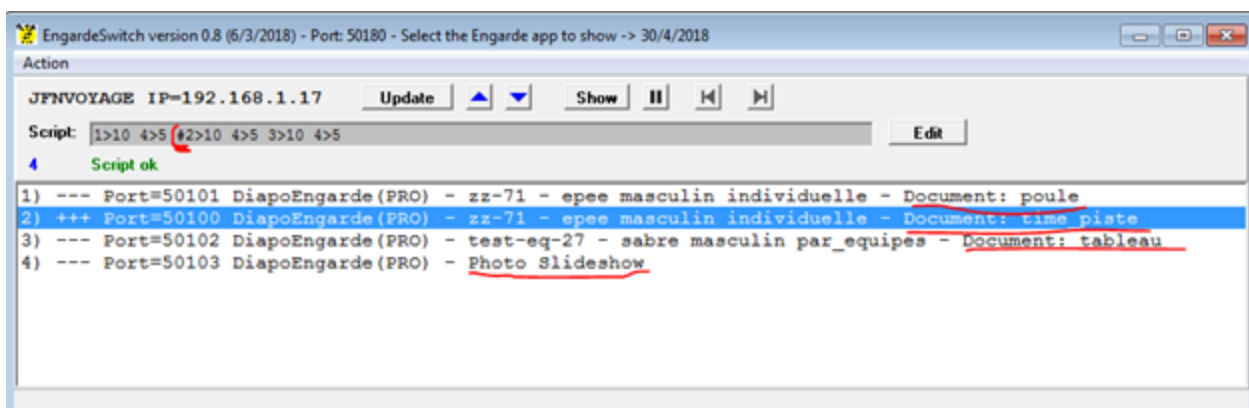 EngardeSwitch version 0.8 (6/3/2018) - Port: 50180 - Select the Engarde app to show -> 30/4/2018
Action
JFNVOYAGE IP=192.168.1.17 Update Show
Script: 1>10 4>5 #2>10 4>5 3>10 4>5 Edit
4 Script ok
1) --- Port=50101 DiapoEngarde(PRO) - zz-71 - epee masculin individuelle - Document: poule
2) +++ Port=50100 DiapoEngarde(PRO) - zz-71 - epee masculin individuelle - Document: time piste
3) --- Port=50102 DiapoEngarde(PRO) - test-eq-27 - sabre masculin par_equipes - Document: tableau
4) --- Port=50103 DiapoEngarde(PRO) - Photo Slideshow